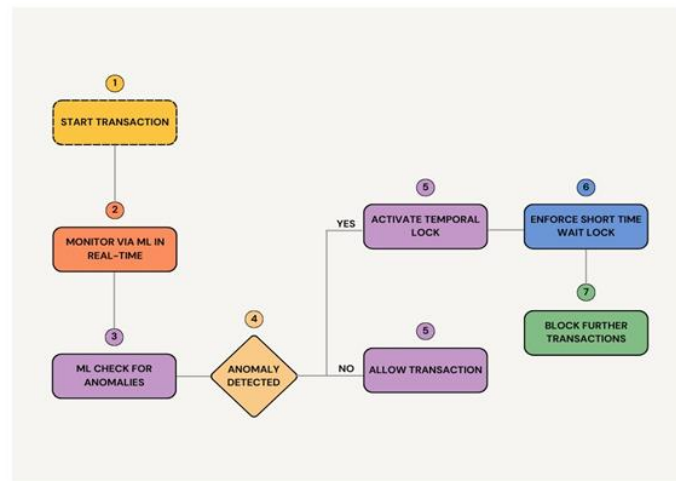 1
START TRANSACTION
2
MONITOR VIA ML IN
REAL-TIME
3
ML CHECK FOR
ANOMALIES
4
ANOMALY
DETECTED
YES
5
ACTIVATE TEMPORAL
LOCK
6
ENFORCE SHORT TIME
WAIT LOCK
7
BLOCK FURTHER
TRANSACTIONS
NO
5
ALLOW TRANSACTION